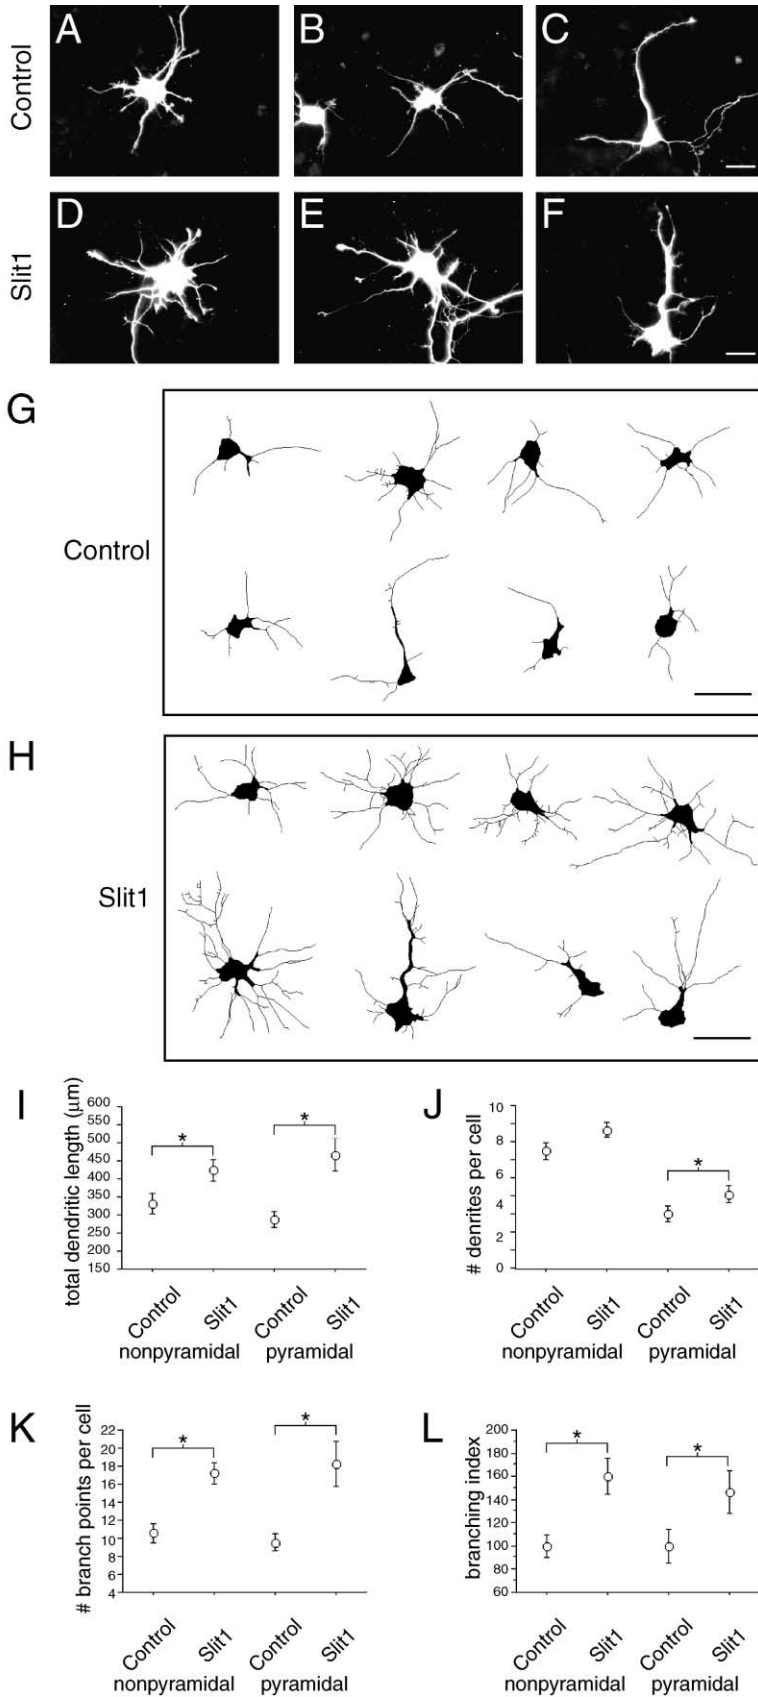 A
B
C
Control
D
E
F
Slit1
G
Control
H
Slit1
I
total dendritic length (μm)
600
550
500
450
400
350
300
250
200
150
*
*
Control
Slit1
Control
Slit1
nonpyramidal
pyramidal
J
# denrites per cell
10
8
6
4
2
0
*
Control
Slit1
Control
Slit1
nonpyramidal
pyramidal
K
# branch points per cell
22
20
18
16
14
12
10
8
6
4
*
*
Control
Slit1
Control
Slit1
nonpyramidal
pyramidal
L
branching index
200
180
160
140
120
100
80
60
*
*
Control
Slit1
Control
Slit1
nonpyramidal
pyramidal